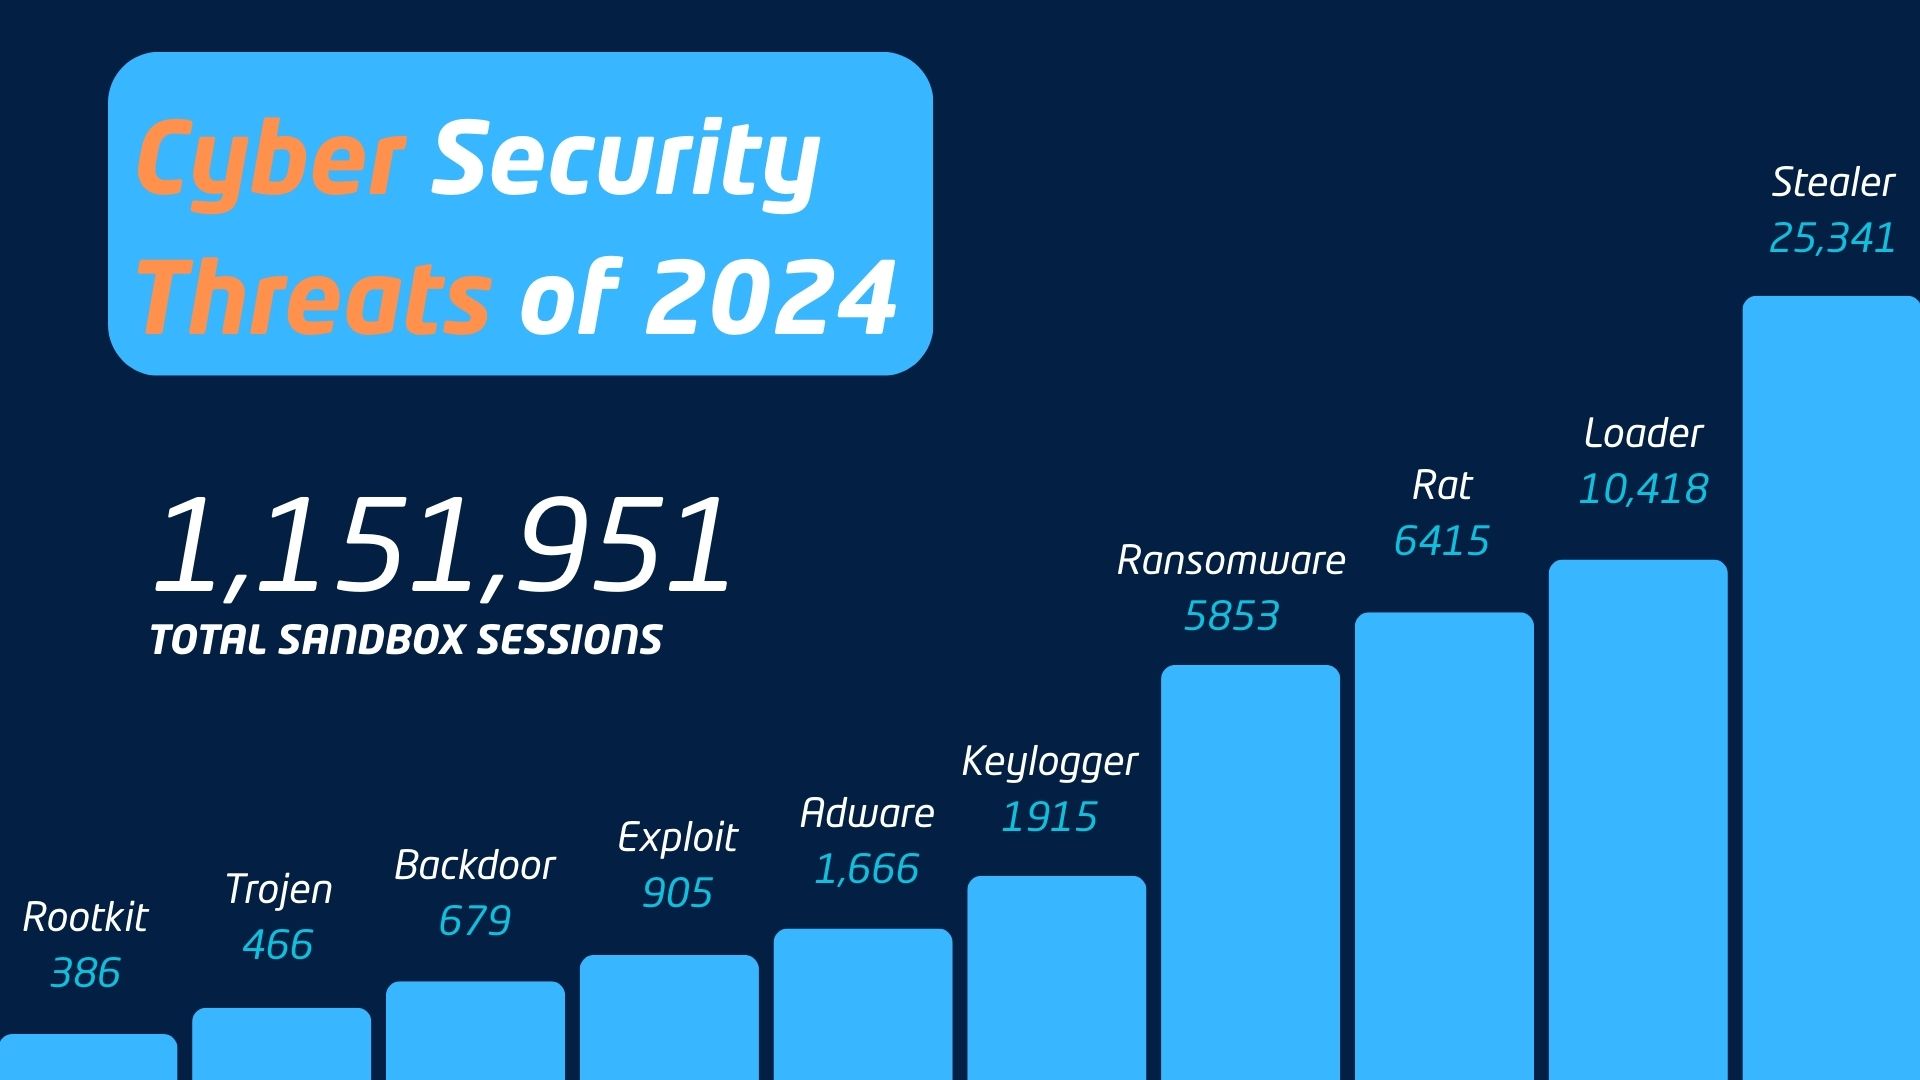 Cyber Security
Threats of 2024
1,151,951
TOTAL SANDBOX SESSIONS
Rootkit
386
Trojen
466
Backdoor
679
Exploit
905
Adware
1,666
Keylogger
1915
Ransomware
5853
Rat
6415
Loader
10,418
Stealer
25,341